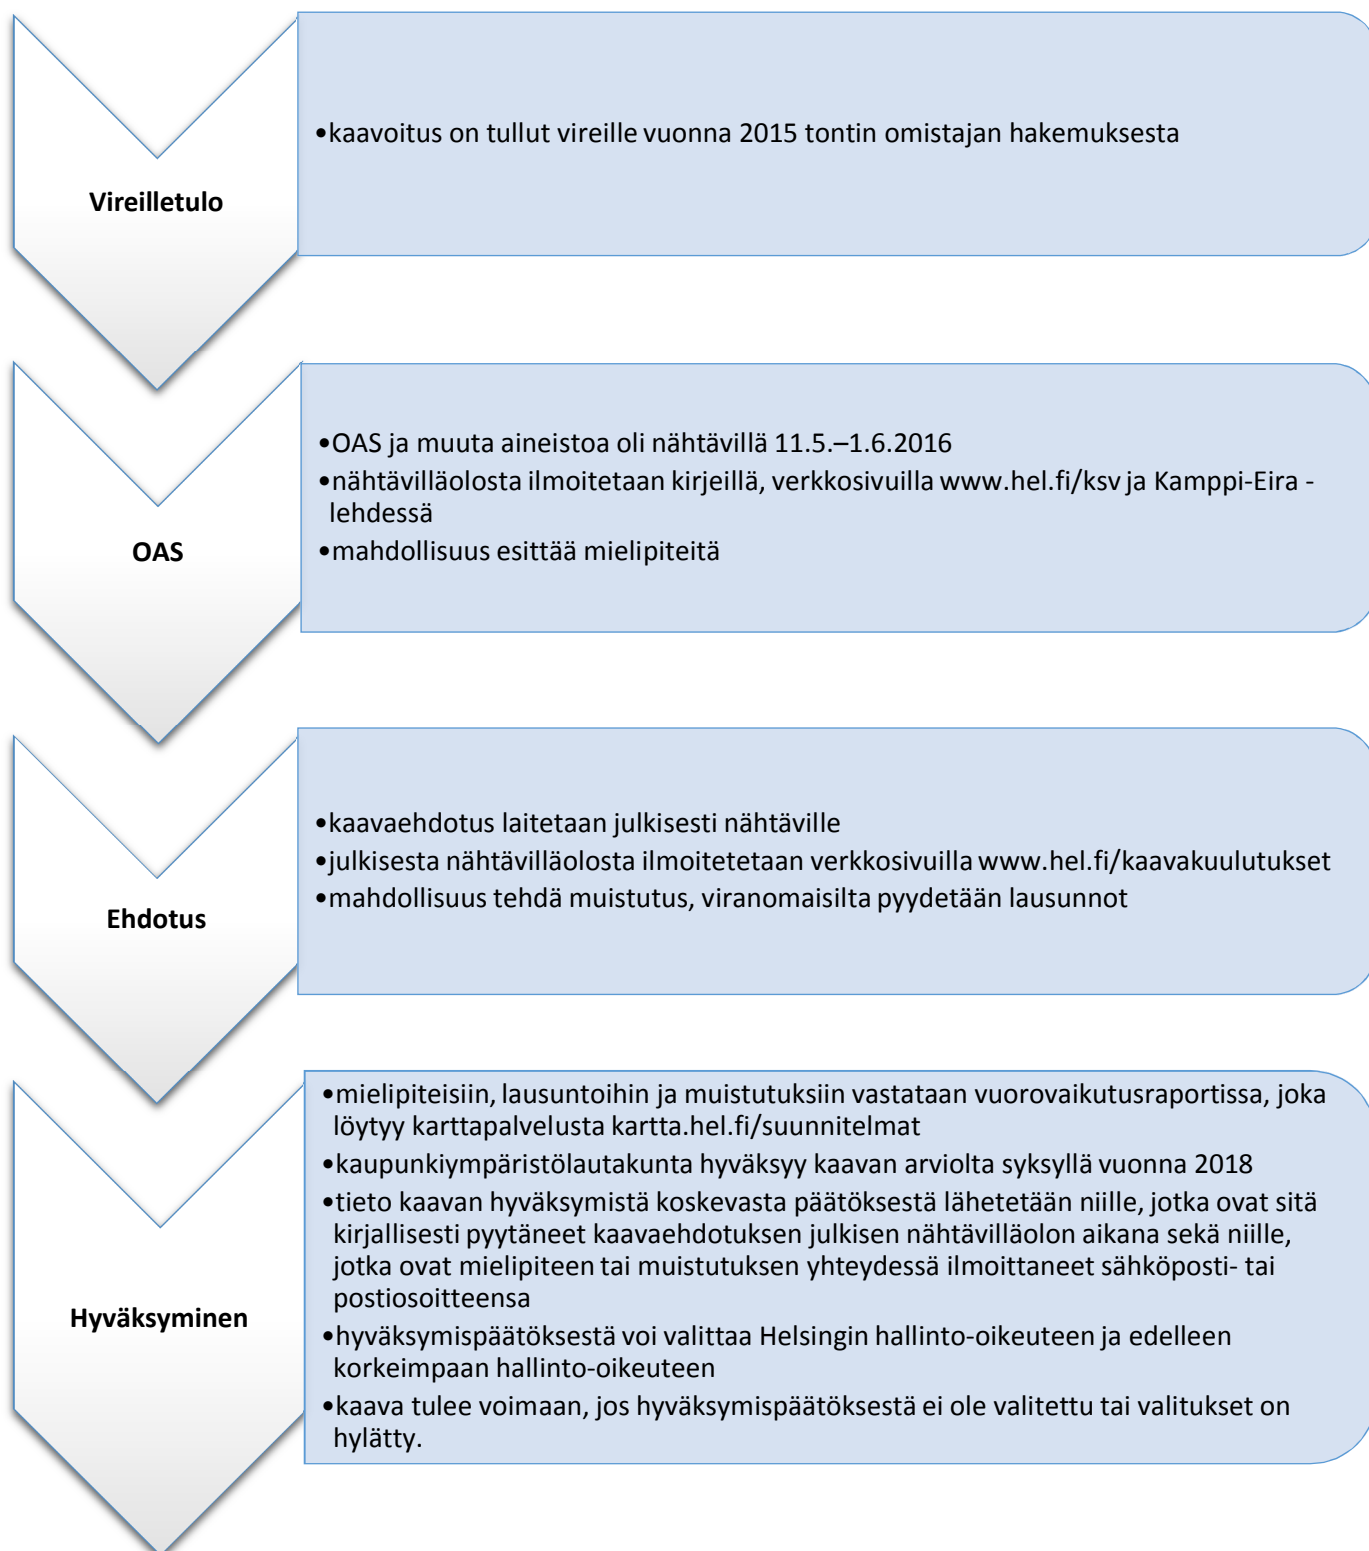 Vireilletulo
•kaavoitus on tullut vireille vuonna 2015 tontin omistajan hakemuksesta
OAS
•OAS ja muuta aineistoa oli nähtävillä 11.5.–1.6.2016
•nähtävilläolosta ilmoitetaan kirjeillä, verkkosivuilla www.hel.fi/ksv ja Kamppi-Eira -
lehdessä
•mahdollisuus esittää mielipiteitä
Ehdotus
•kaavaehdotus laitetaan julkisesti nähtäville
•julkisesta nähtävilläolosta ilmoitetetaan verkkosivuilla www.hel.fi/kaavakuulutukset
•mahdollisuus tehdä muistutus, viranomaisilta pyydetään lausunnot
Hyväksyminen
•mielipiteisiin, lausuntoihin ja muistutuksiin vastataan vuorovaikutusraportissa, joka
löytyy karttapalvelusta kartta.hel.fi/suunnitelmat
•kaupunkiympäristölautakunta hyväksyy kaavan arviolta syksyllä vuonna 2018
•tieto kaavan hyväksymistä koskevasta päätöksestä lähetetään niille, jotka ovat sitä
kirjallisesti pyytäneet kaavaehdotuksen julkisen nähtävilläolon aikana sekä niille,
jotka ovat mielipiteen tai muistutuksen yhteydessä ilmoittaneet sähköposti- tai
postiosoitteensa
•hyväksymispäätöksestä voi valittaa Helsingin hallinto-oikeuteen ja edelleen
korkeimpaan hallinto-oikeuteen
•kaava tulee voimaan, jos hyväksymispäätöksestä ei ole valitettu tai valitukset on
hylätty.